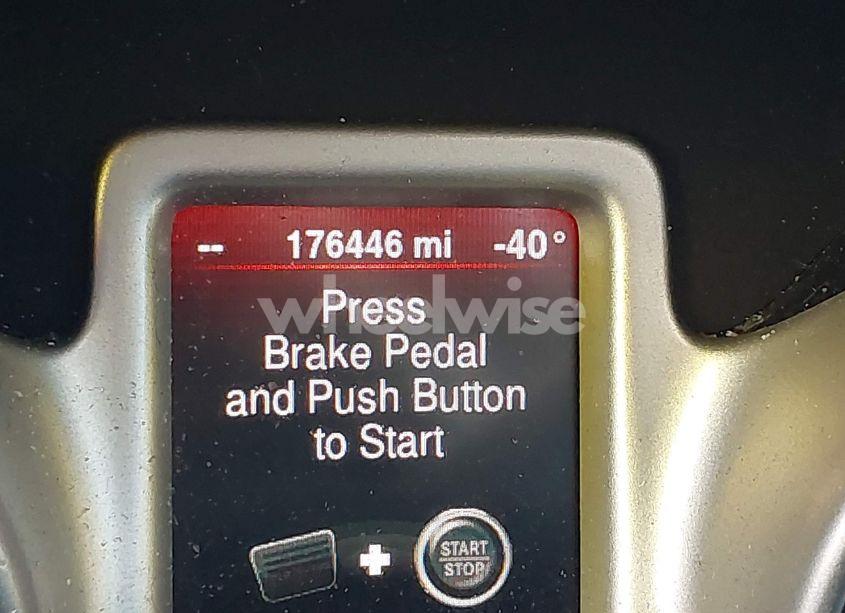 -- 176446 mi -40°
Press
wheelwise
Brake Pedal
and Push Button
to Start
START
STOP